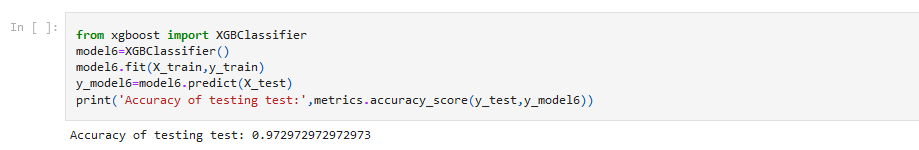 In [ ]:
from xgboost import XGBClassifier
model6=XGBClassifier()
model6.fit(X_train,y_train)
y_model6=model6.predict(X_test)
print('Accuracy of testing test:',metrics.accuracy_score(y_test,y_model6))
Accuracy of testing test: 0.972972972972973